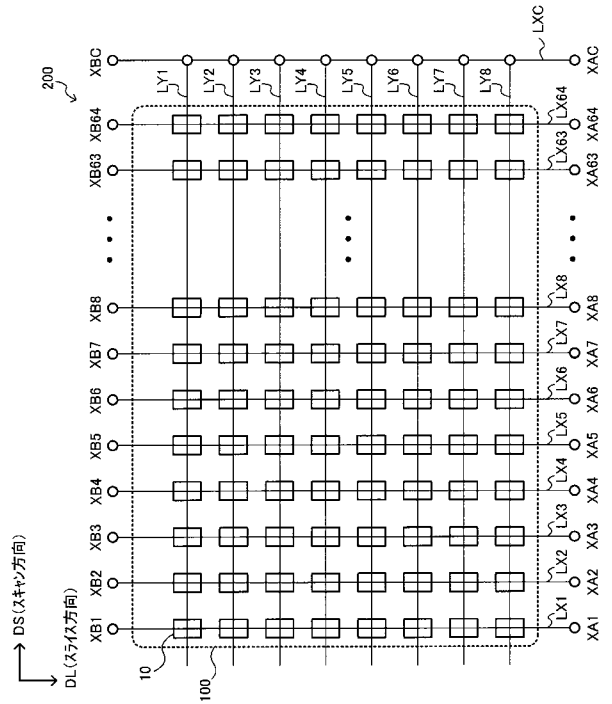 DS(スキャン方向)
DL(スライス方向)
200
XB1 XB2 XB3 XB4 XB5 XB6 XB7 XB8 ・・・ XB63 XB64 XBC
10
LY1
LY2
LY3
LY4
LY5
LY6
LY7
LY8
・・・
100
LX1 LX2 LX3 LX4 LX5 LX6 LX7 LX8 LX63 LX64 LXC
XA1 XA2 XA3 XA4 XA5 XA6 XA7 XA8 ・・・ XA63 XA64 XAC